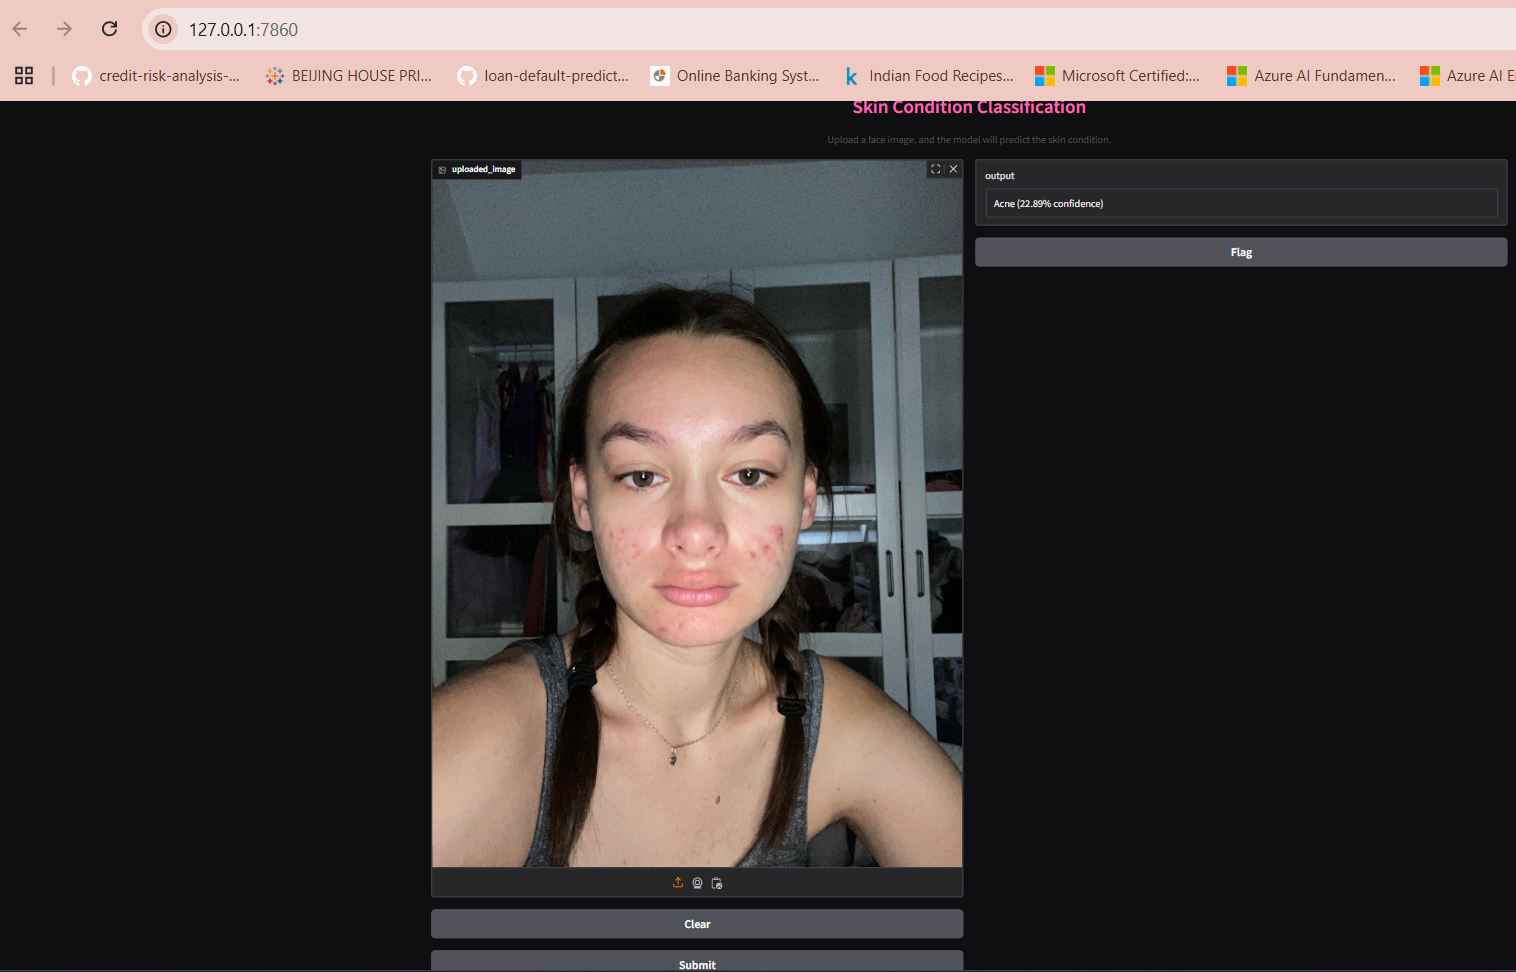 127.0.0.1:7860
credit-risk-analysis-...
BEIJING HOUSE PRI...
loan-default-predict...
Online Banking Syst...
Indian Food Recipes...
Microsoft Certified:...
Azure AI Fundamen...
Azure AI E
Skin Condition Classification
Upload a face image, and the model will predict the skin condition.
uploaded_image
output
Acne (22.89% confidence)
Flag
Clear
Submit